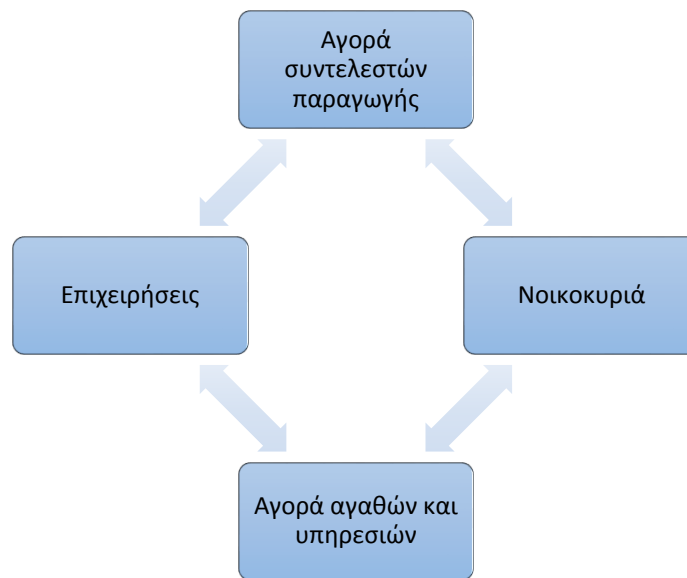 Αγορά
συντελεστών
παραγωγής
Επιχειρήσεις
Νοικοκυριά
Αγορά αγαθών και
υπηρεσιών